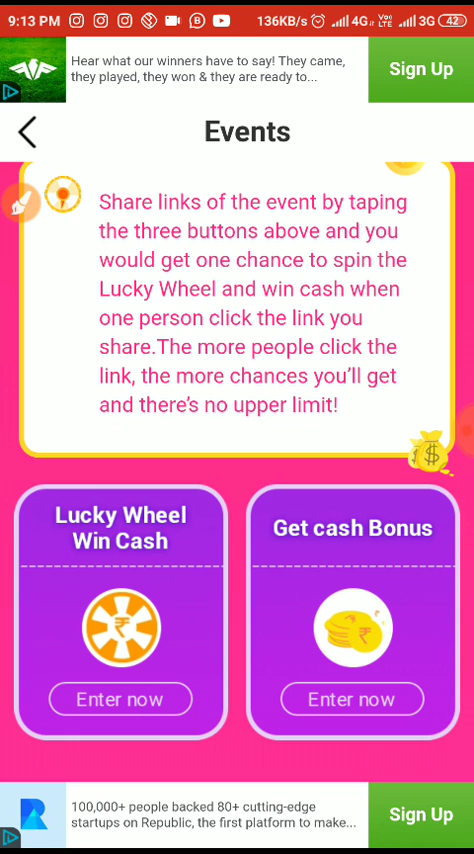 9:13 PM 136KB/s 4G Vo) LTE 3G 42
Hear what our winners have to say! They came,
they played, they won & they are ready to...
Sign Up
Events
Share links of the event by taping
the three buttons above and you
would get one chance to spin the
Lucky Wheel and win cash when
one person click the link you
share.The more people click the
link, the more chances you'll get
and there's no upper limit!
Lucky Wheel
Win Cash
Enter now
Get cash Bonus
Enter now
100,000+ people backed 80+ cutting-edge
startups on Republic, the first platform to make...
Sign Up